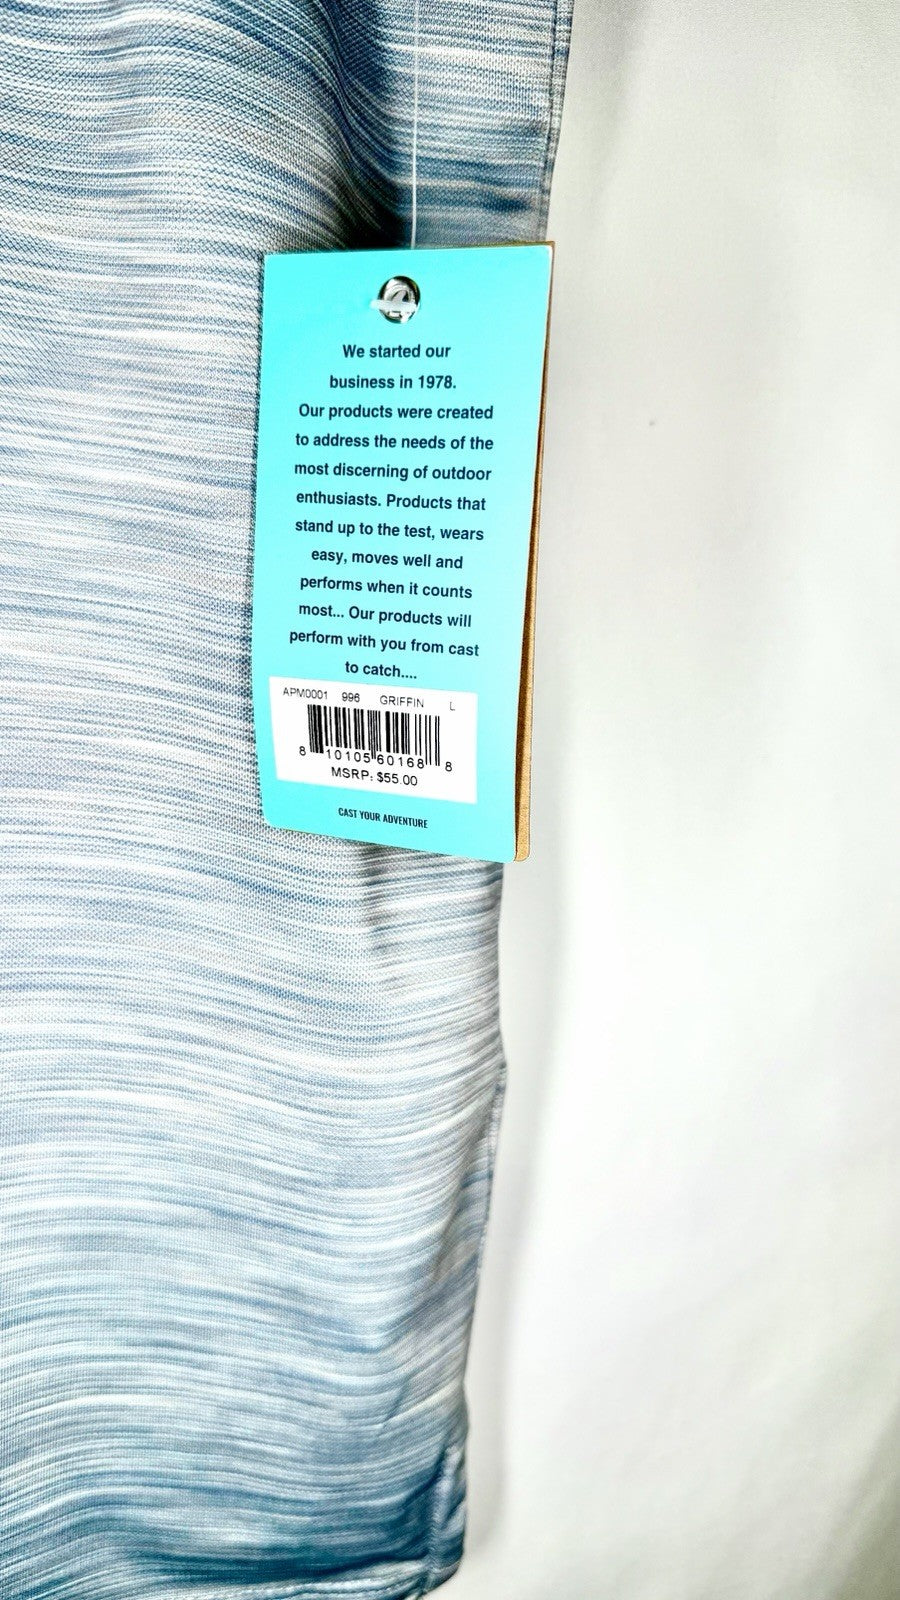 We started our
business in 1978.
Our products were created
to address the needs of the
most discerning of outdoor
enthusiasts. Products that
stand up to the test, wears
easy, moves well and
performs when it counts
most... Our products will
perform with you from cast
to catch....
APM0001 996 GRIFFIN L
8 10105 60168 8
MSRP: $55.00
CAST YOUR ADVENTURE